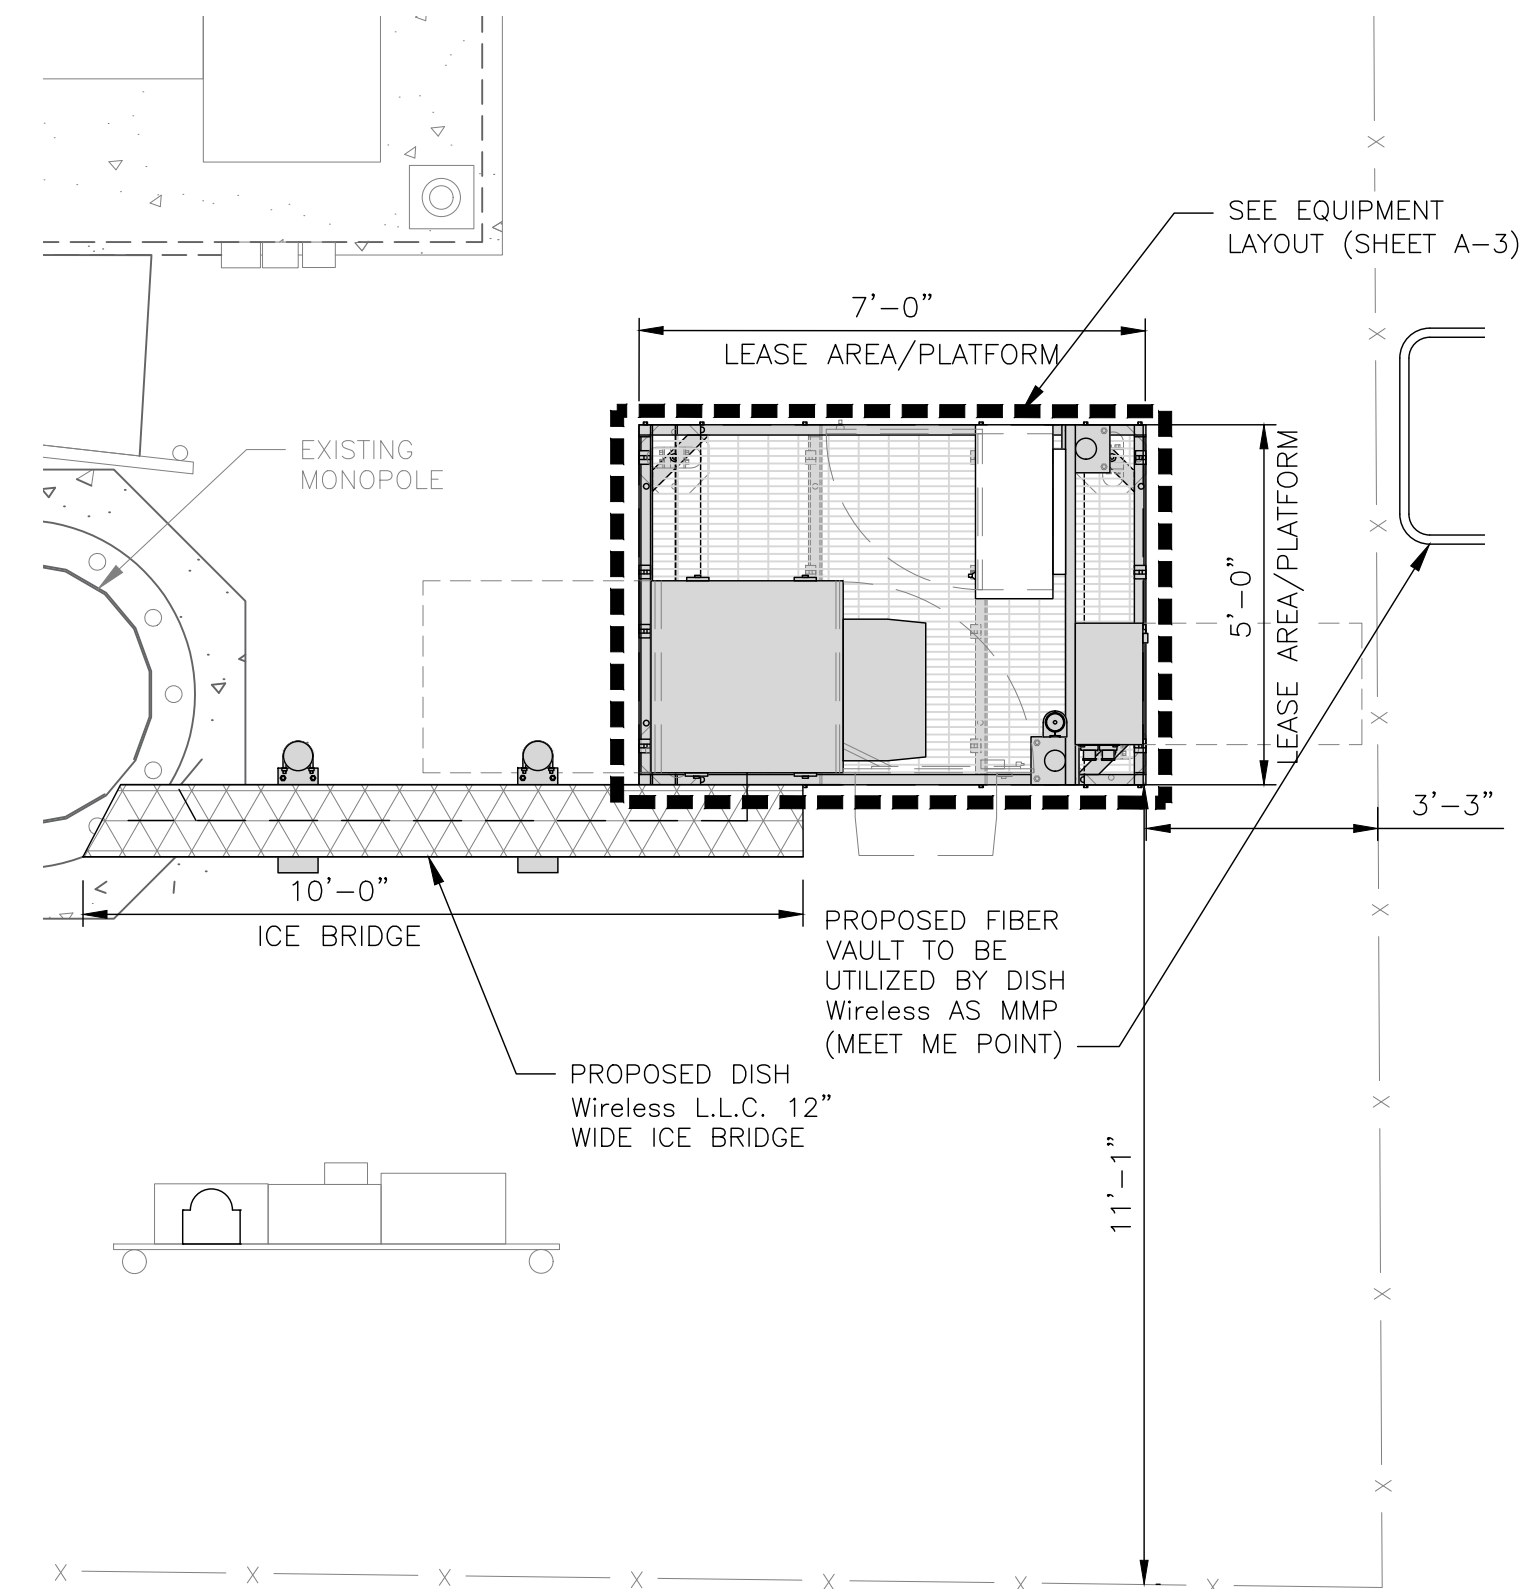 SEE EQUIPMENT
LAYOUT (SHEET A-3)
7'-0"
LEASE AREA/PLATFORM
EXISTING
MONOPOLE
5'-0"
LEASE AREA/PLATFORM
3'-3"
10'-0"
ICE BRIDGE
PROPOSED FIBER
VAULT TO BE
UTILIZED BY DISH
Wireless AS MMP
(MEET ME POINT)
PROPOSED DISH
Wireless L.L.C. 12"
WIDE ICE BRIDGE
11'-1"